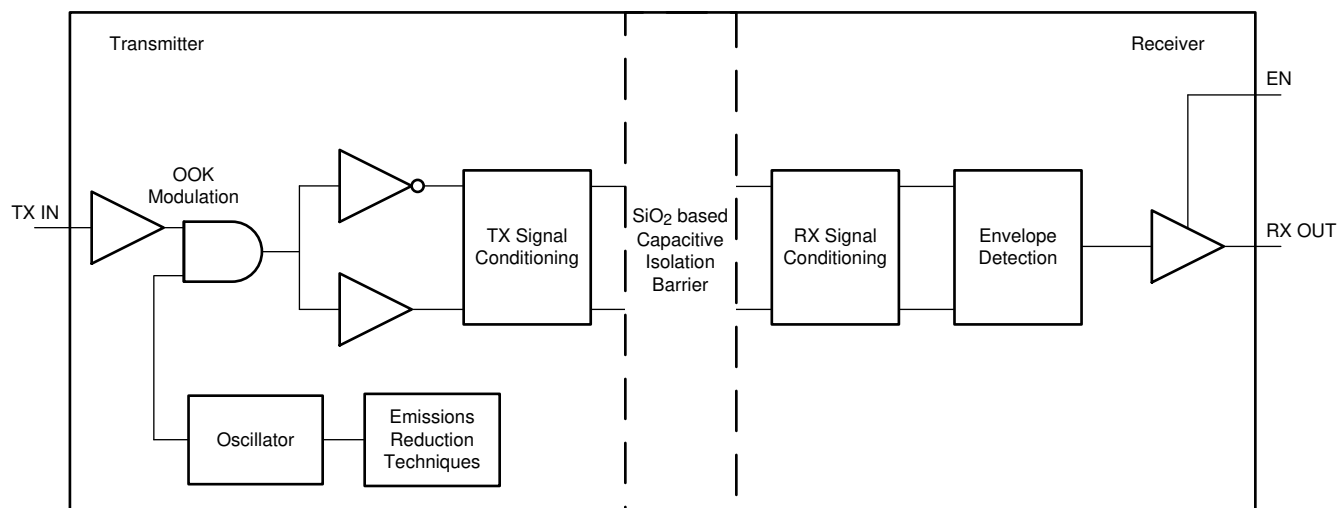 Transmitter
Receiver
EN
OOK
Modulation
TX IN
TX Signal
Conditioning
SiO2 based
Capacitive
Isolation
Barrier
RX Signal
Conditioning
Envelope
Detection
RX OUT
Oscillator
Emissions
Reduction
Techniques